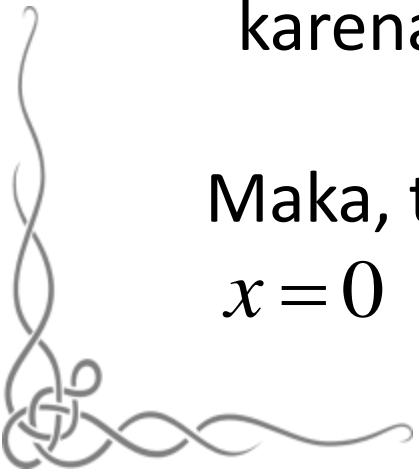 karena
Maka,
x = 0